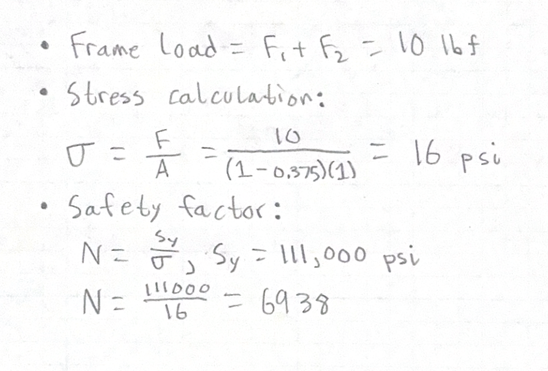 • Frame load = F₁ + F₂ = 10 lbf
• Stress calculation:
σ = F/A = 10/((1-0.375)(1)) = 16 psi
• Safety factor:
N = Sy/σ, Sy = 111,000 psi
N = 111000/16 = 6938